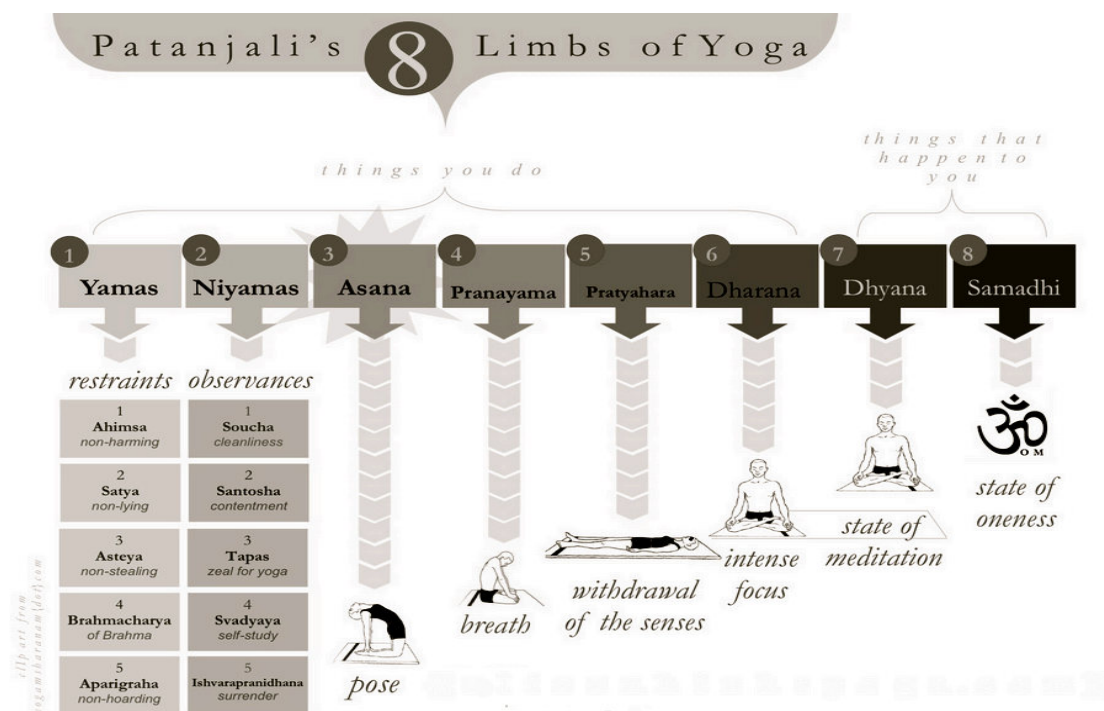 Patanjali's 8 Limbs of Yoga
things you do
things that
happen to
you
1
Yamas
2
Niyamas
3
Asana
4
Pranayama
5
Pratyahara
6
Dharana
7
Dhyana
8
Samadhi
restraints
1
Ahimsa
non-harming
2
Satya
non-lying
3
Asteya
non-stealing
4
Brahmacharya
of Brahma
5
Aparigraha
non-hoarding
observances
1
Soucha
cleanliness
2
Santosha
contentment
3
Tapas
zeal for yoga
4
Svadyaya
self-study
5
Ishvarapranidhana
surrender
pose
breath
withdrawal
of the senses
intense
focus
state of
meditation
ॐ
OM
state of
oneness
art from